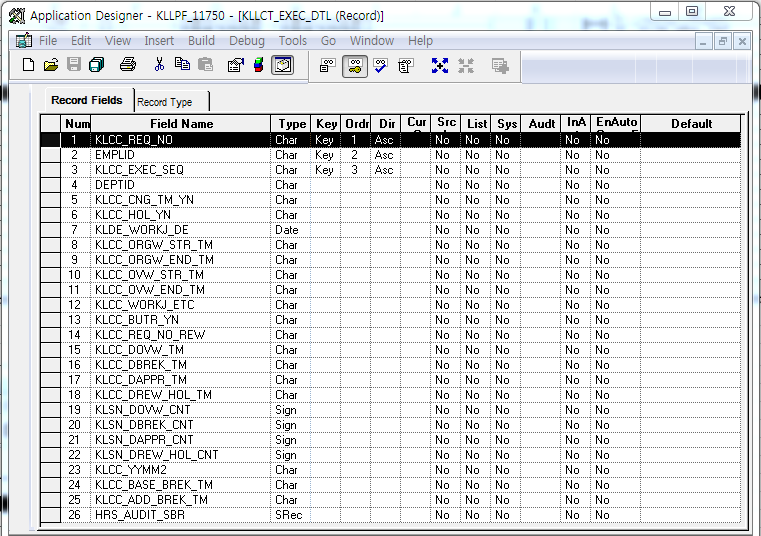 Application Designer - KLLPF_11750 - [KLLCT_EXEC_DTL (Record)]
File Edit View Insert Build Debug Tools Go Window Help
Record Fields Record Type
Num Field Name Type Key Ordr Dir Cur Src List Sys Audt InA EnAuto Default
1 KLCC_REQ_NO Char Key 1 Asc No No No No No
2 EMPLID Char Key 2 Asc No No No No No
3 KLCC_EXEC_SEQ Char Key 3 Asc No No No No No
4 DEPTID Char No No No No No
5 KLCC_CNG_TM_YN Char No No No No No
6 KLCC_HOL_YN Char No No No No No
7 KLDE_WORKJ_DE Date No No No No No
8 KLCC_ORGW_STR_TM Char No No No No No
9 KLCC_ORGW_END_TM Char No No No No No
10 KLCC_OVW_STR_TM Char No No No No No
11 KLCC_OVW_END_TM Char No No No No No
12 KLCC_WORKJ_ETC Char No No No No No
13 KLCC_BUTR_YN Char No No No No No
14 KLCC_REQ_NO_REW Char No No No No No
15 KLCC_DOVW_TM Char No No No No No
16 KLCC_DBREK_TM Char No No No No No
17 KLCC_DAPPR_TM Char No No No No No
18 KLCC_DREW_HOL_TM Char No No No No No
19 KLSN_DOVW_CNT Sign No No No No No
20 KLSN_DBREK_CNT Sign No No No No No
21 KLSN_DAPPR_CNT Sign No No No No No
22 KLSN_DREW_HOL_CNT Sign No No No No No
23 KLCC_YYMM2 Char No No No No No
24 KLCC_BASE_BREK_TM Char No No No No No
25 KLCC_ADD_BREK_TM Char No No No No No
26 HRS_AUDIT_SBR SRec No No No No No